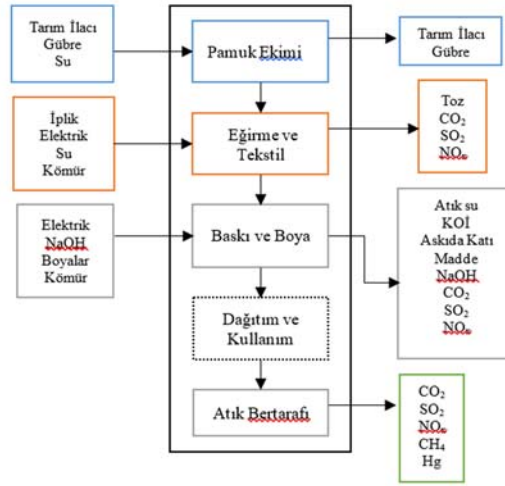 Tarım İlacı
Gübre
Su
Pamuk Ekimi
Tarım İlacı
Gübre
İplik
Elektrik
Su
Kömür
Eğirme ve
Tekstil
Toz
CO₂
SO₂
NOₓ
Elektrik
NaOH
Boyalar
Kömür
Baskı ve Boya
Atık su
KOİ
Askıda Katı
Madde
NaOH
CO₂
SO₂
NOₓ
Dağıtım ve
Kullanım
Atık Bertarafı
CO₂
SO₂
NOₓ
CH₄
Hg